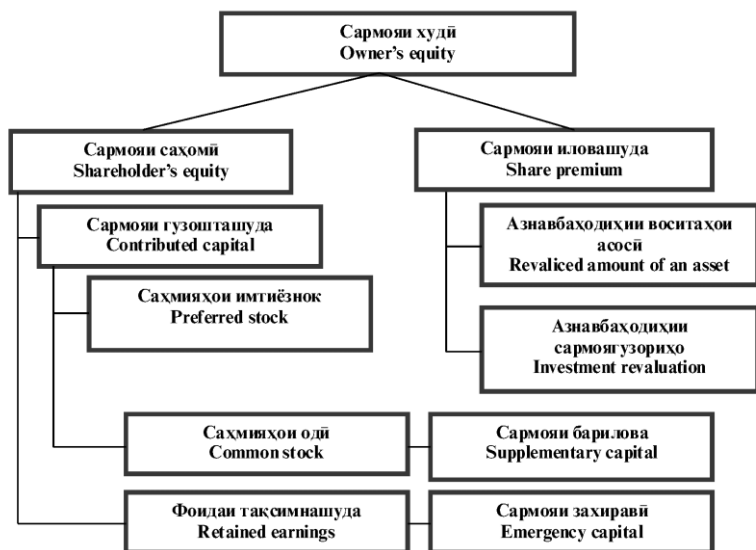 Сармояи худӣ
Owner's equity
Сармояи саҳомӣ
Shareholder's equity
Сармояи иловашуда
Share premium
Сармояи гузошташуда
Contributed capital
Азнавбаҳодиҳии воситаҳои
асосӣ
Revaliced amount of an asset
Саҳмияҳои имтиёзнок
Preferred stock
Азнавбаҳодиҳии
сармоягузориҳо
Investment revaluation
Саҳмияҳои одӣ
Common stock
Сармояи барилова
Supplementary capital
Фоидаи тақсимнашуда
Retained earnings
Сармояи захиравӣ
Emergency capital